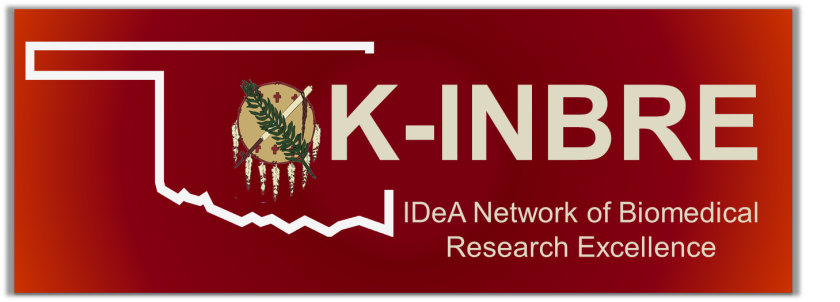 K-INBRE
IDeA Network of Biomedical
Research Excellence